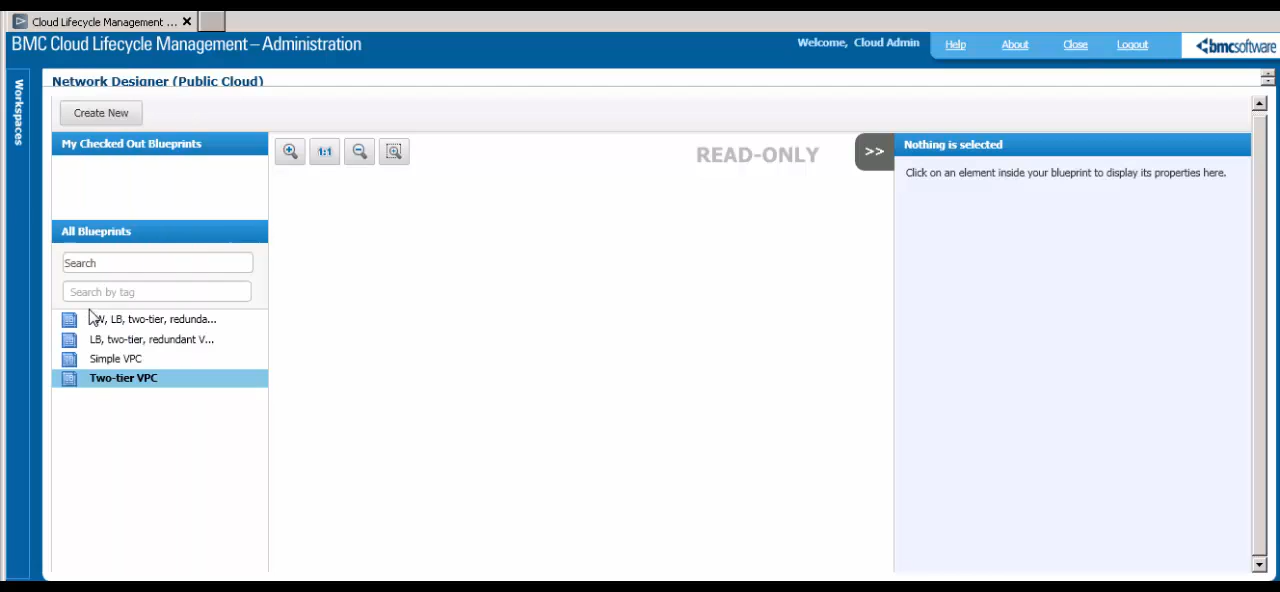 Cloud Lifecycle Management ...
BMC Cloud Lifecycle Management – Administration
Welcome, Cloud Admin
Help
About
Close
Logout
bmcsoftware
Workspaces
Network Designer (Public Cloud)
Create New
My Checked Out Blueprints
1:1
READ-ONLY
>>
Nothing is selected
Click on an element inside your blueprint to display its properties here.
All Blueprints
Search
Search by tag
W, LB, two-tier, redunda...
LB, two-tier, redundant V...
Simple VPC
Two-tier VPC